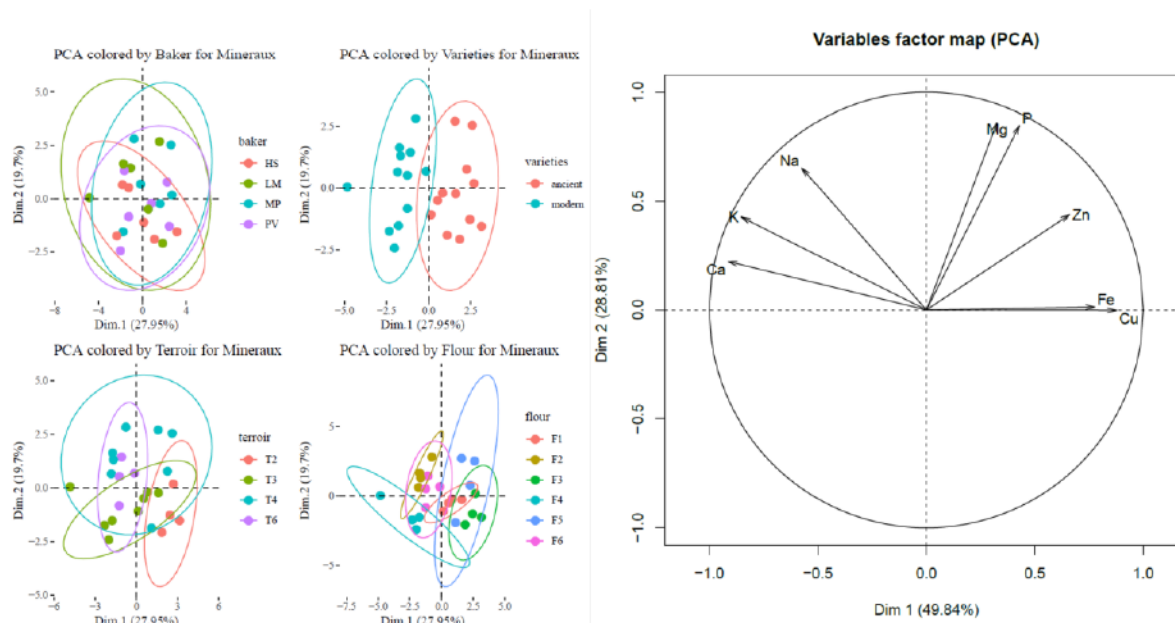 PCA colored by Baker for Mineraux
5.0
2.5
0.0
−2.5
Dim.2 (19.7%)
−8
−4
0
4
Dim.1 (27.95%)
baker
HS
LM
MP
PV
PCA colored by Varieties for Mineraux
2.5
0.0
−2.5
Dim.2 (19.7%)
−5.0
−2.5
0.0
2.5
Dim.1 (27.95%)
varieties
ancient
modern
PCA colored by Terroir for Mineraux
5.0
2.5
0.0
−2.5
−5.0
Dim.2 (19.7%)
−6
−3
0
3
6
Dim.1 (27.95%)
terroir
T2
T3
T4
T6
PCA colored by Flour for Mineraux
5
0
−5
Dim.2 (19.7%)
−7.5
−5.0
−2.5
0.0
2.5
5.0
Dim.1 (27.95%)
flour
F1
F2
F3
F4
F5
F6
Variables factor map (PCA)
1.0
0.5
0.0
−0.5
−1.0
Dim 2 (28.81%)
Mg
P
Na
Zn
K
Ca
Fe
Cu
−1.0
−0.5
0.0
0.5
1.0
Dim 1 (49.84%)